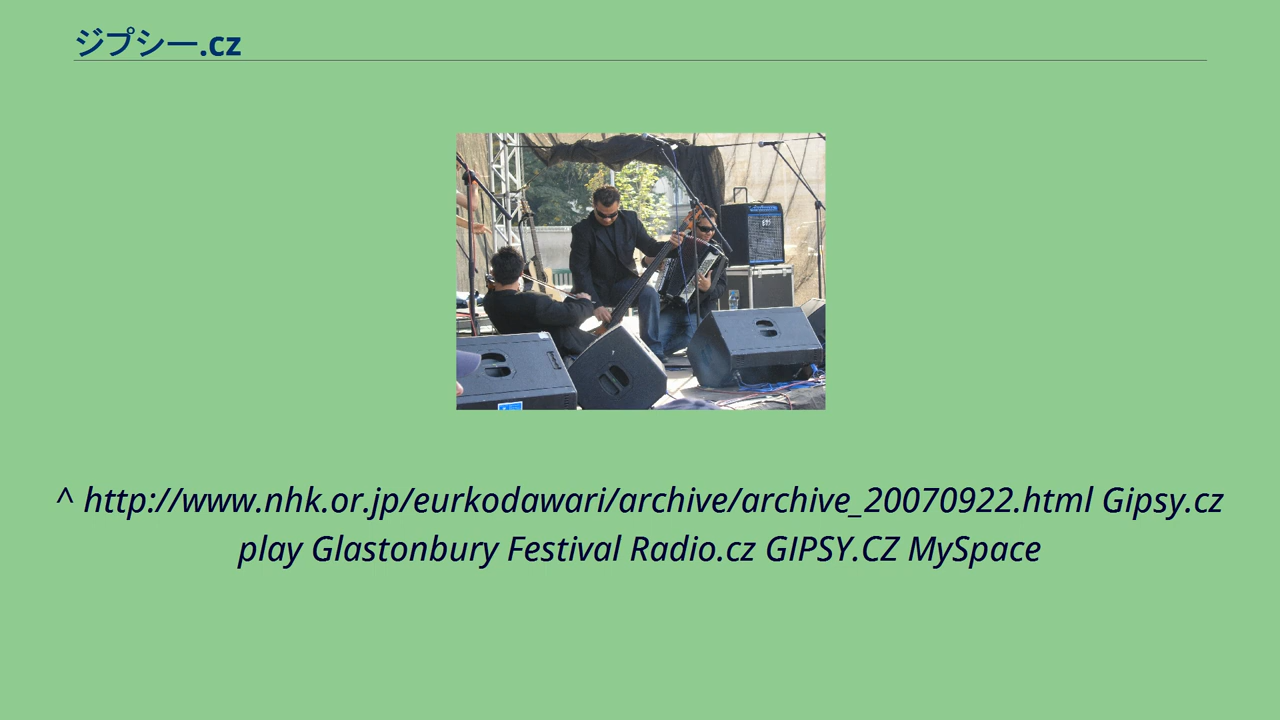 ジプシー.cz
^ http://www.nhk.or.jp/eurkodawari/archive/archive_20070922.html Gipsy.cz
play Glastonbury Festival Radio.cz GIPSY.CZ MySpace